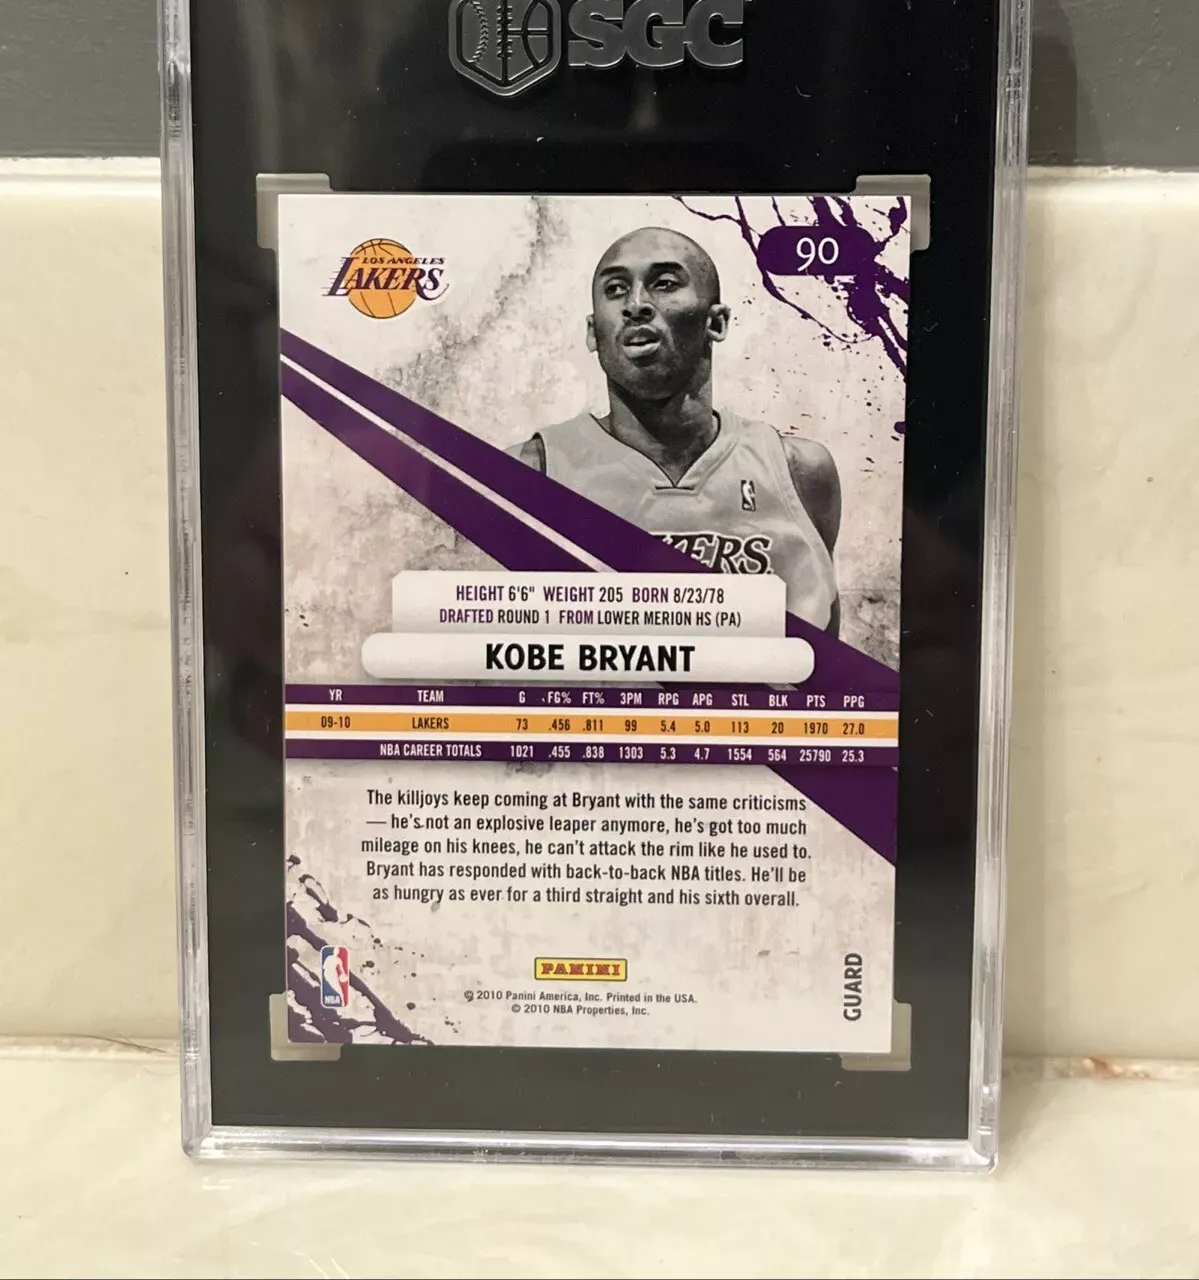 SGC
LOS ANGELES
LAKERS
90
KERS
HEIGHT 6'6" WEIGHT 205 BORN 8/23/78
DRAFTED ROUND 1 FROM LOWER MERION HS (PA)
KOBE BRYANT
YR TEAM G FG% FT% 3PM RPG APG STL BLK PTS PPG
09-10 LAKERS 73 .456 .811 99 5.4 5.0 113 20 1970 27.0
NBA CAREER TOTALS 1021 .455 .838 1303 5.3 4.7 1554 564 25790 25.3
The killjoys keep coming at Bryant with the same criticisms
— he's not an explosive leaper anymore, he's got too much
mileage on his knees, he can't attack the rim like he used to.
Bryant has responded with back-to-back NBA titles. He'll be
as hungry as ever for a third straight and his sixth overall.
NBA
PANINI
© 2010 Panini America, Inc. Printed in the USA.
© 2010 NBA Properties, Inc.
GUARD